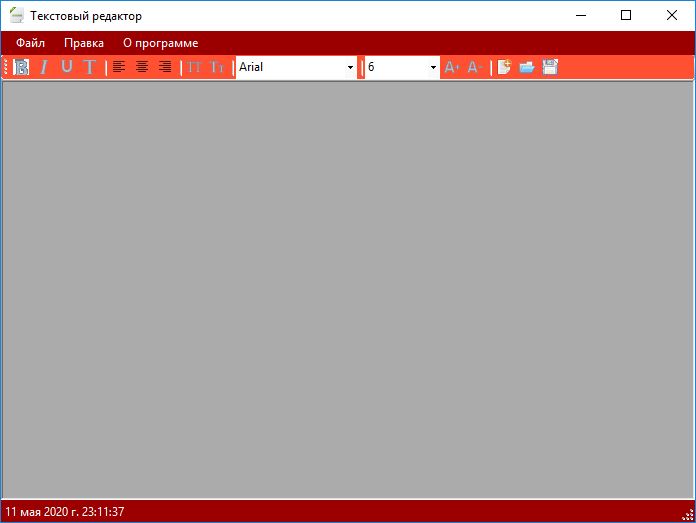 Текстовый редактор
Файл Правка О программе
B I U T TT Tт Arial 6 A+ A-
11 мая 2020 г. 23:11:37